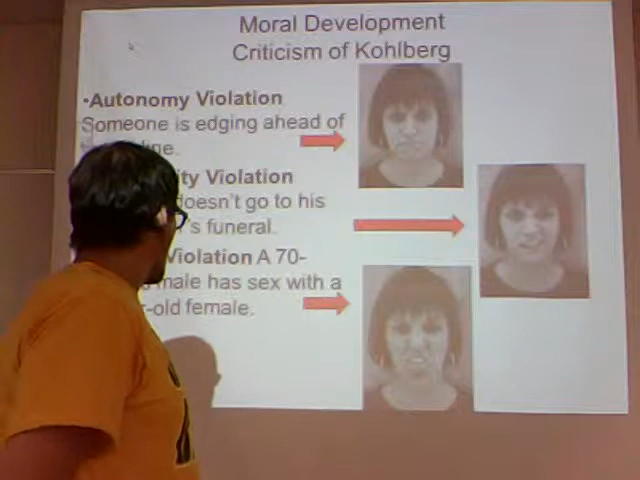 Moral Development
Criticism of Kohlberg
•Autonomy Violation
Someone is edging ahead of
ity Violation
doesn't go to his
's funeral.
Violation A 70-
male has sex with a
-old female.